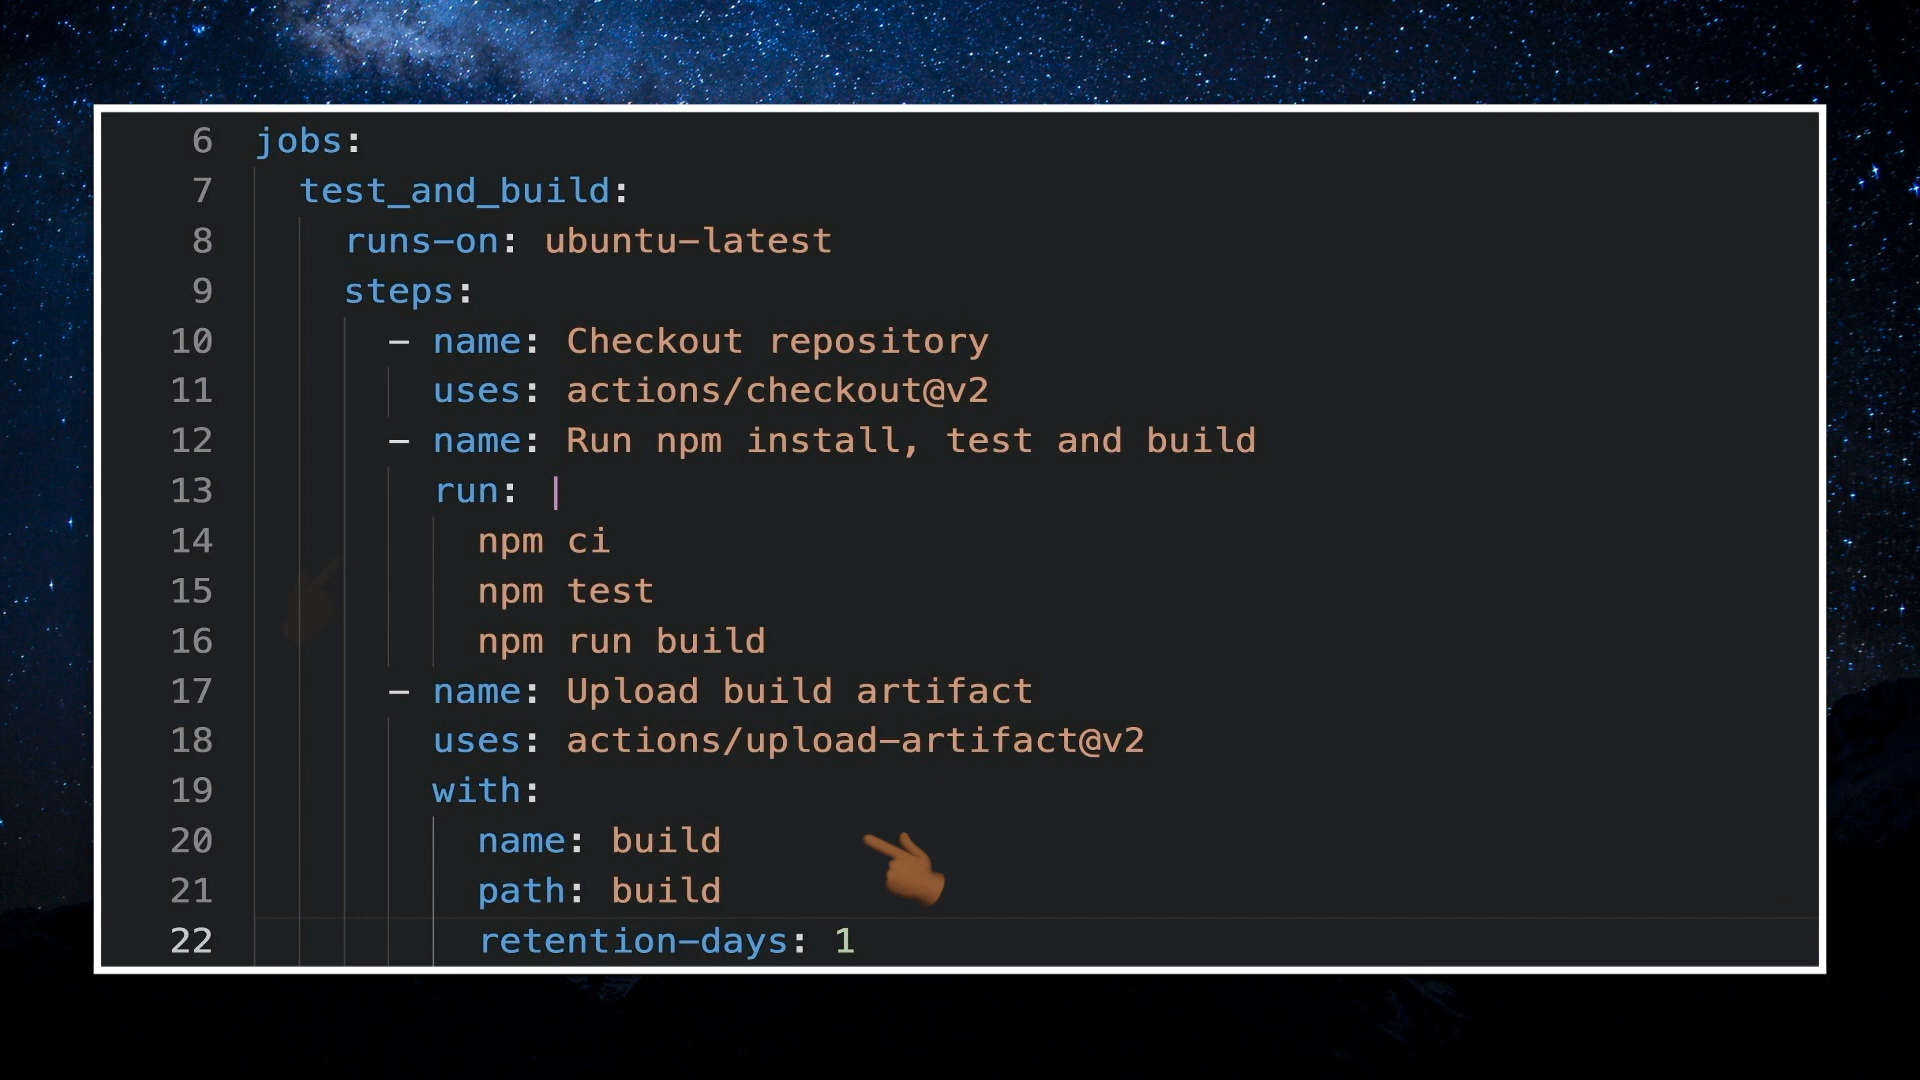 6 jobs:
7 test_and_build:
8 runs-on: ubuntu-latest
9 steps:
10 - name: Checkout repository
11 uses: actions/checkout@v2
12 - name: Run npm install, test and build
13 run: |
14 npm ci
15 npm test
16 npm run build
17 - name: Upload build artifact
18 uses: actions/upload-artifact@v2
19 with:
20 name: build
21 path: build
22 retention-days: 1